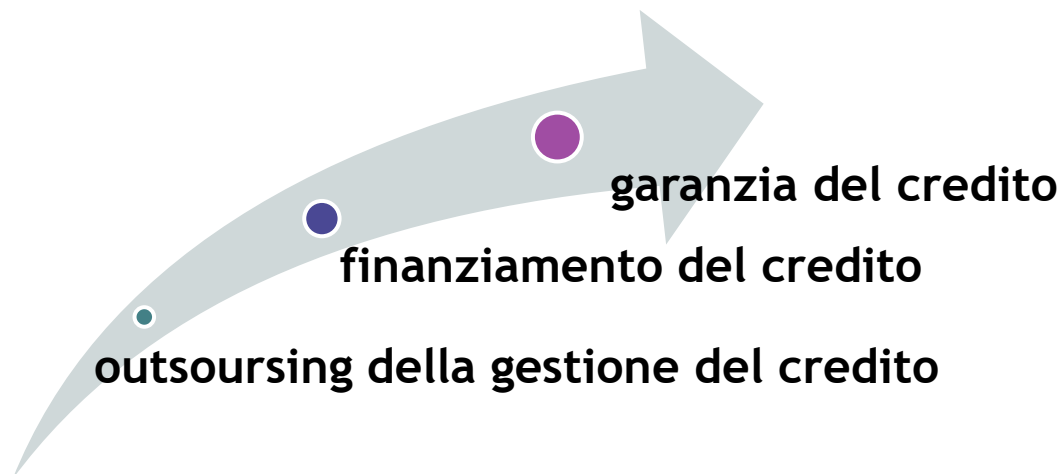 garanzia del credito
finanziamento del credito
outsoursing della gestione del credito